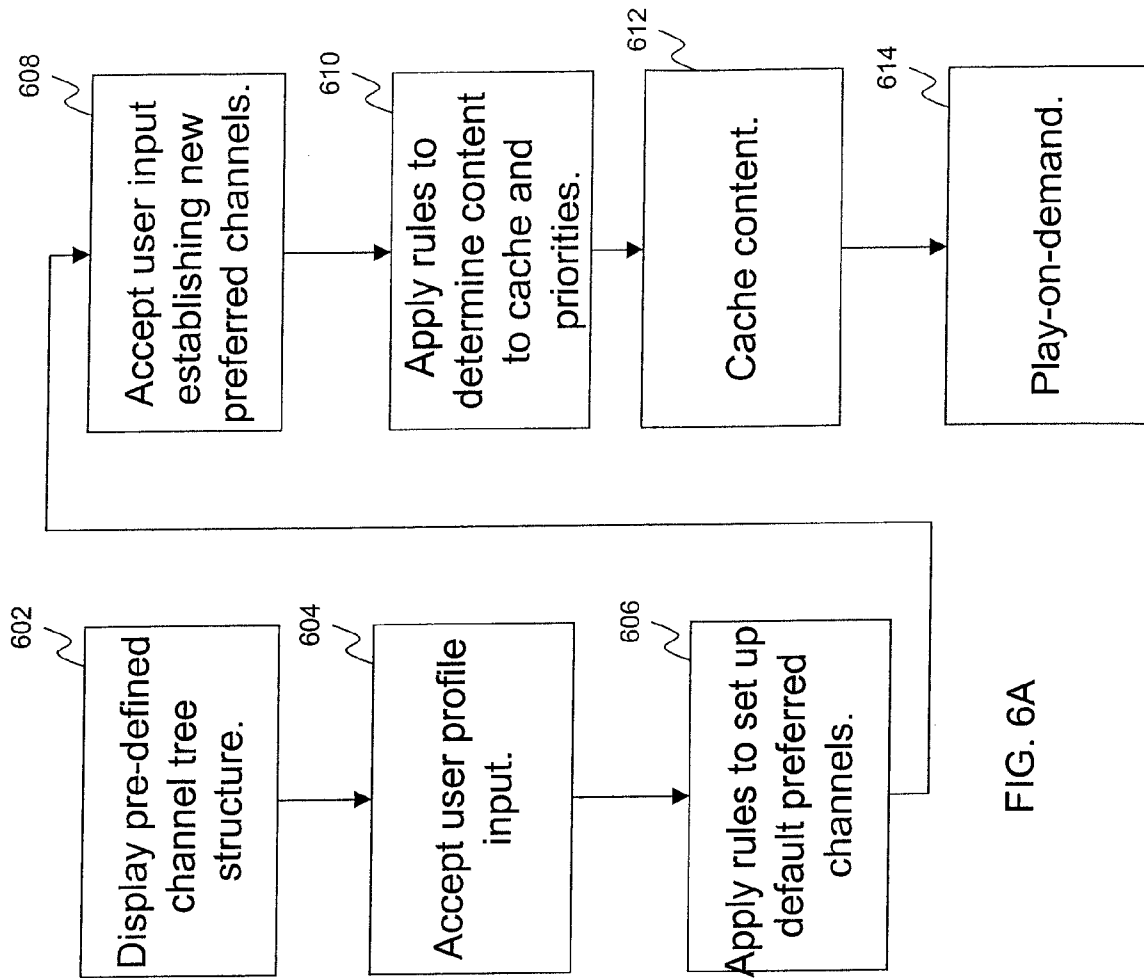 602
Display pre-defined
channel tree
structure.
604
Accept user profile
input.
606
Apply rules to set up
default preferred
channels.
608
Accept user input
establishing new
preferred channels.
610
Apply rules to
determine content
to cache and
priorities.
612
Cache content.
614
Play-on-demand.
FIG. 6A